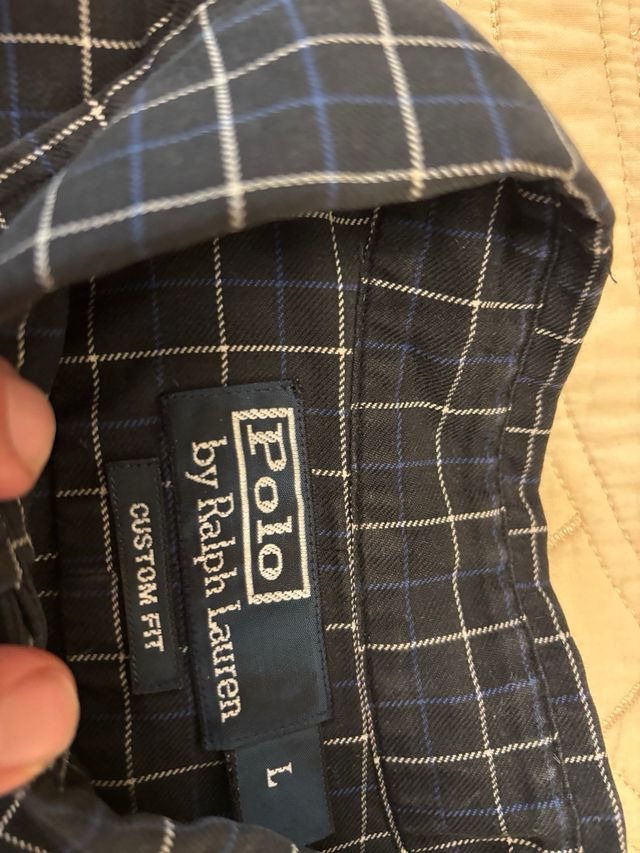 Polo
by Ralph Lauren
CUSTOM FIT
L